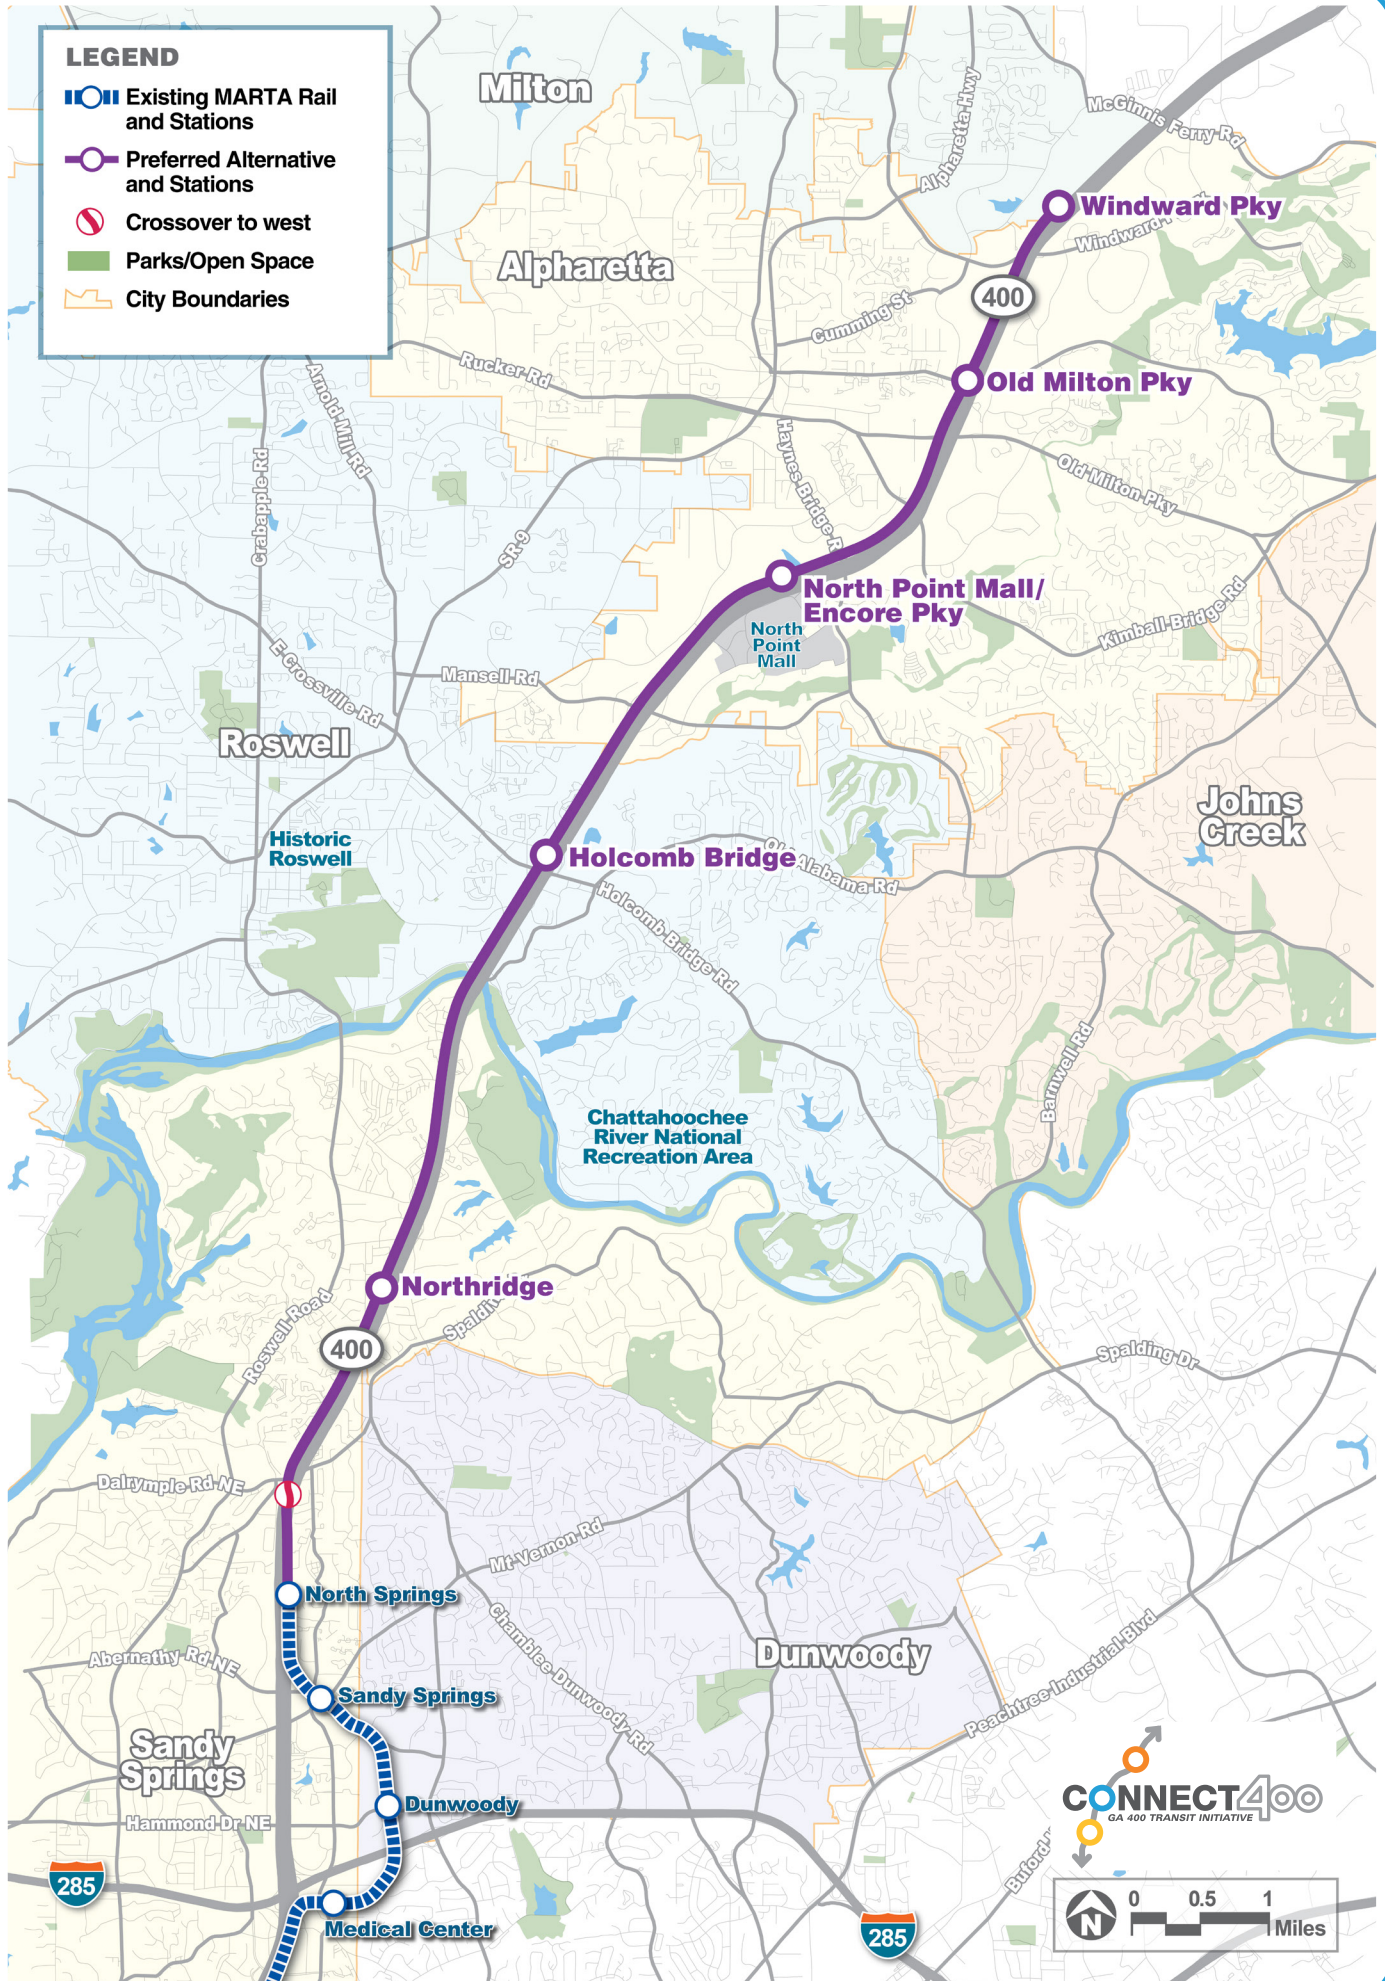 LEGEND
Existing MARTA Rail
and Stations
Preferred Alternative
and Stations
Crossover to west
Parks/Open Space
City Boundaries
Milton
Alpharetta Hwy
McGinnis Ferry Rd
Windward Pky
Windward
Alpharetta
400
Cumming St
Rucker Rd
Arnold Mill Rd
Old Milton Pky
Haynes Bridge
Crabapple Rd
Old Milton Pky
SR 9
North Point Mall/
Encore Pky
North
Point
Mall
Kimball Bridge Rd
E Crossville Rd
Mansell Rd
Roswell
Johns
Creek
Historic
Roswell
Holcomb Bridge
Alabama Rd
Holcomb Bridge Rd
Barnwell Rd
Chattahoochee
River National
Recreation Area
Northridge
Roswell Road
400
Spalding Dr
Dalrymple Rd NE
Mt Vernon Rd
North Springs
Chamblee Dunwoody Rd
Abernathy Rd NE
Sandy Springs
Dunwoody
Peachtree Industrial Blvd
Sandy
Springs
Hammond Dr NE
Dunwoody
CONNECT400
GA 400 TRANSIT INITIATIVE
Buford
285
Medical Center
285
N
0 0.5 1
Miles